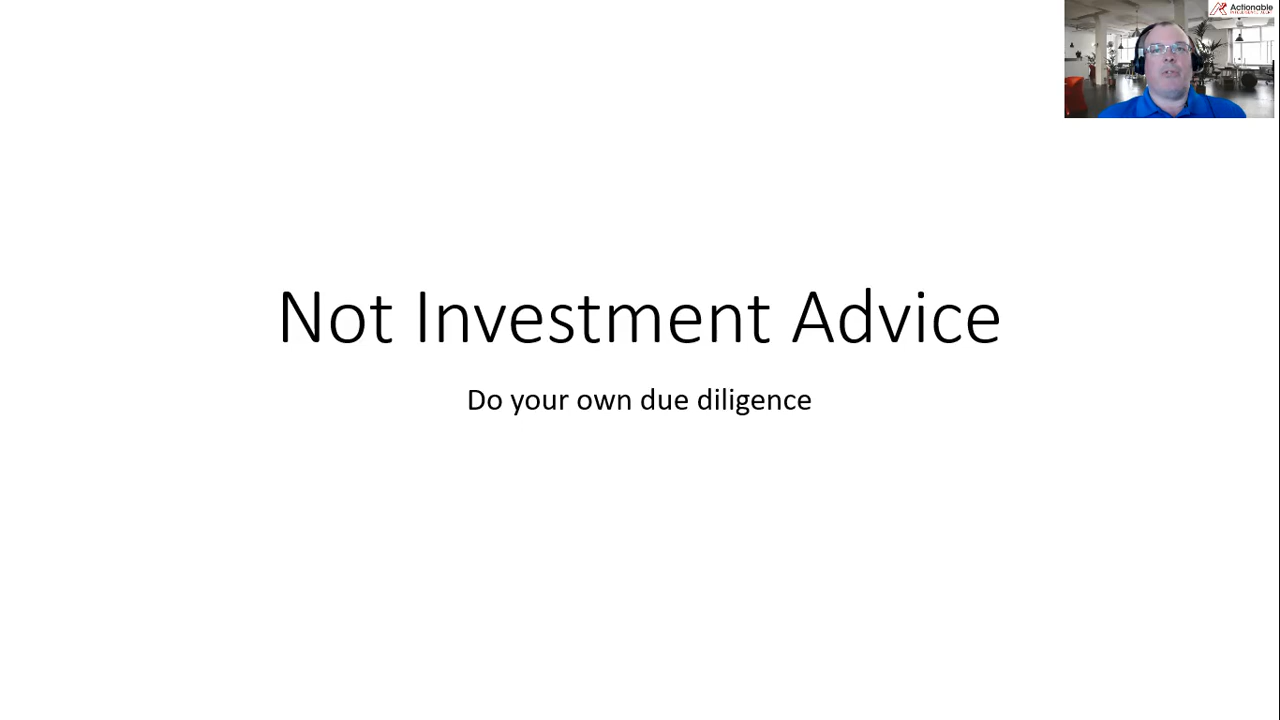 Actionable
Not Investment Advice
Do your own due diligence